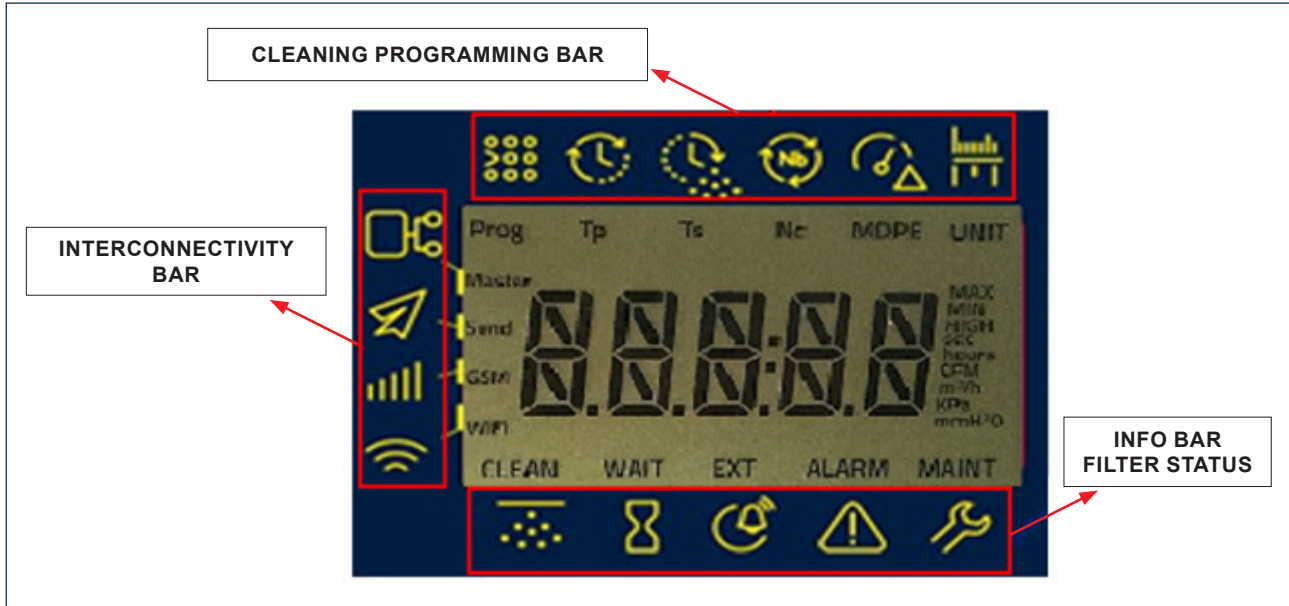 CLEANING PROGRAMMING BAR
Nb
INTERCONNECTIVITY
BAR
Prog Tp Ts Nc MDPE UNIT
Master
Send
GSM
WIFI
MAX
MIN
HIGH
sec
hours
CFM
m³/h
KPa
mmH²O
CLEAN WAIT EXT ALARM MAINT
INFO BAR
FILTER STATUS